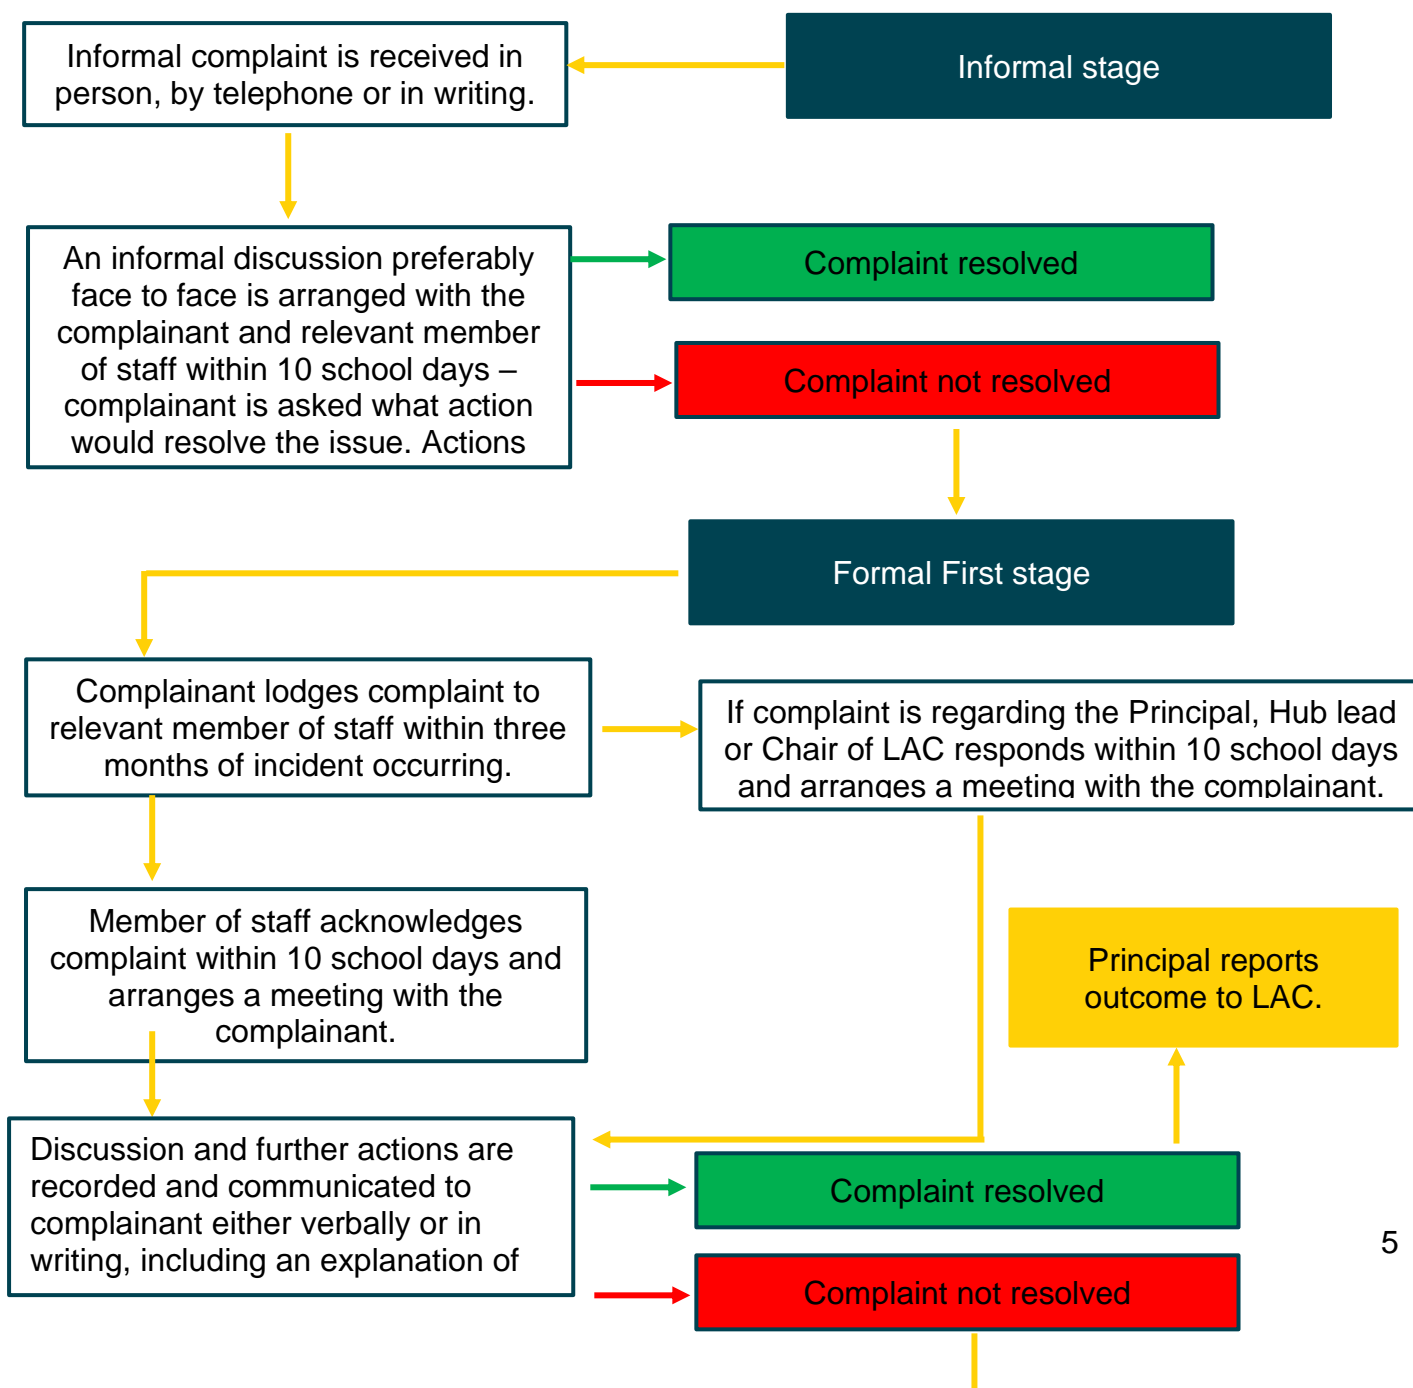 Informal complaint is received in
person, by telephone or in writing.
Informal stage
An informal discussion preferably
face to face is arranged with the
complainant and relevant member
of staff within 10 school days –
complainant is asked what action
would resolve the issue. Actions
Complaint resolved
Complaint not resolved
Formal First stage
Complainant lodges complaint to
relevant member of staff within three
months of incident occurring.
If complaint is regarding the Principal, Hub lead
or Chair of LAC responds within 10 school days
and arranges a meeting with the complainant.
Member of staff acknowledges
complaint within 10 school days and
arranges a meeting with the
complainant.
Principal reports
outcome to LAC.
Discussion and further actions are
recorded and communicated to
complainant either verbally or in
writing, including an explanation of
Complaint resolved
5
Complaint not resolved